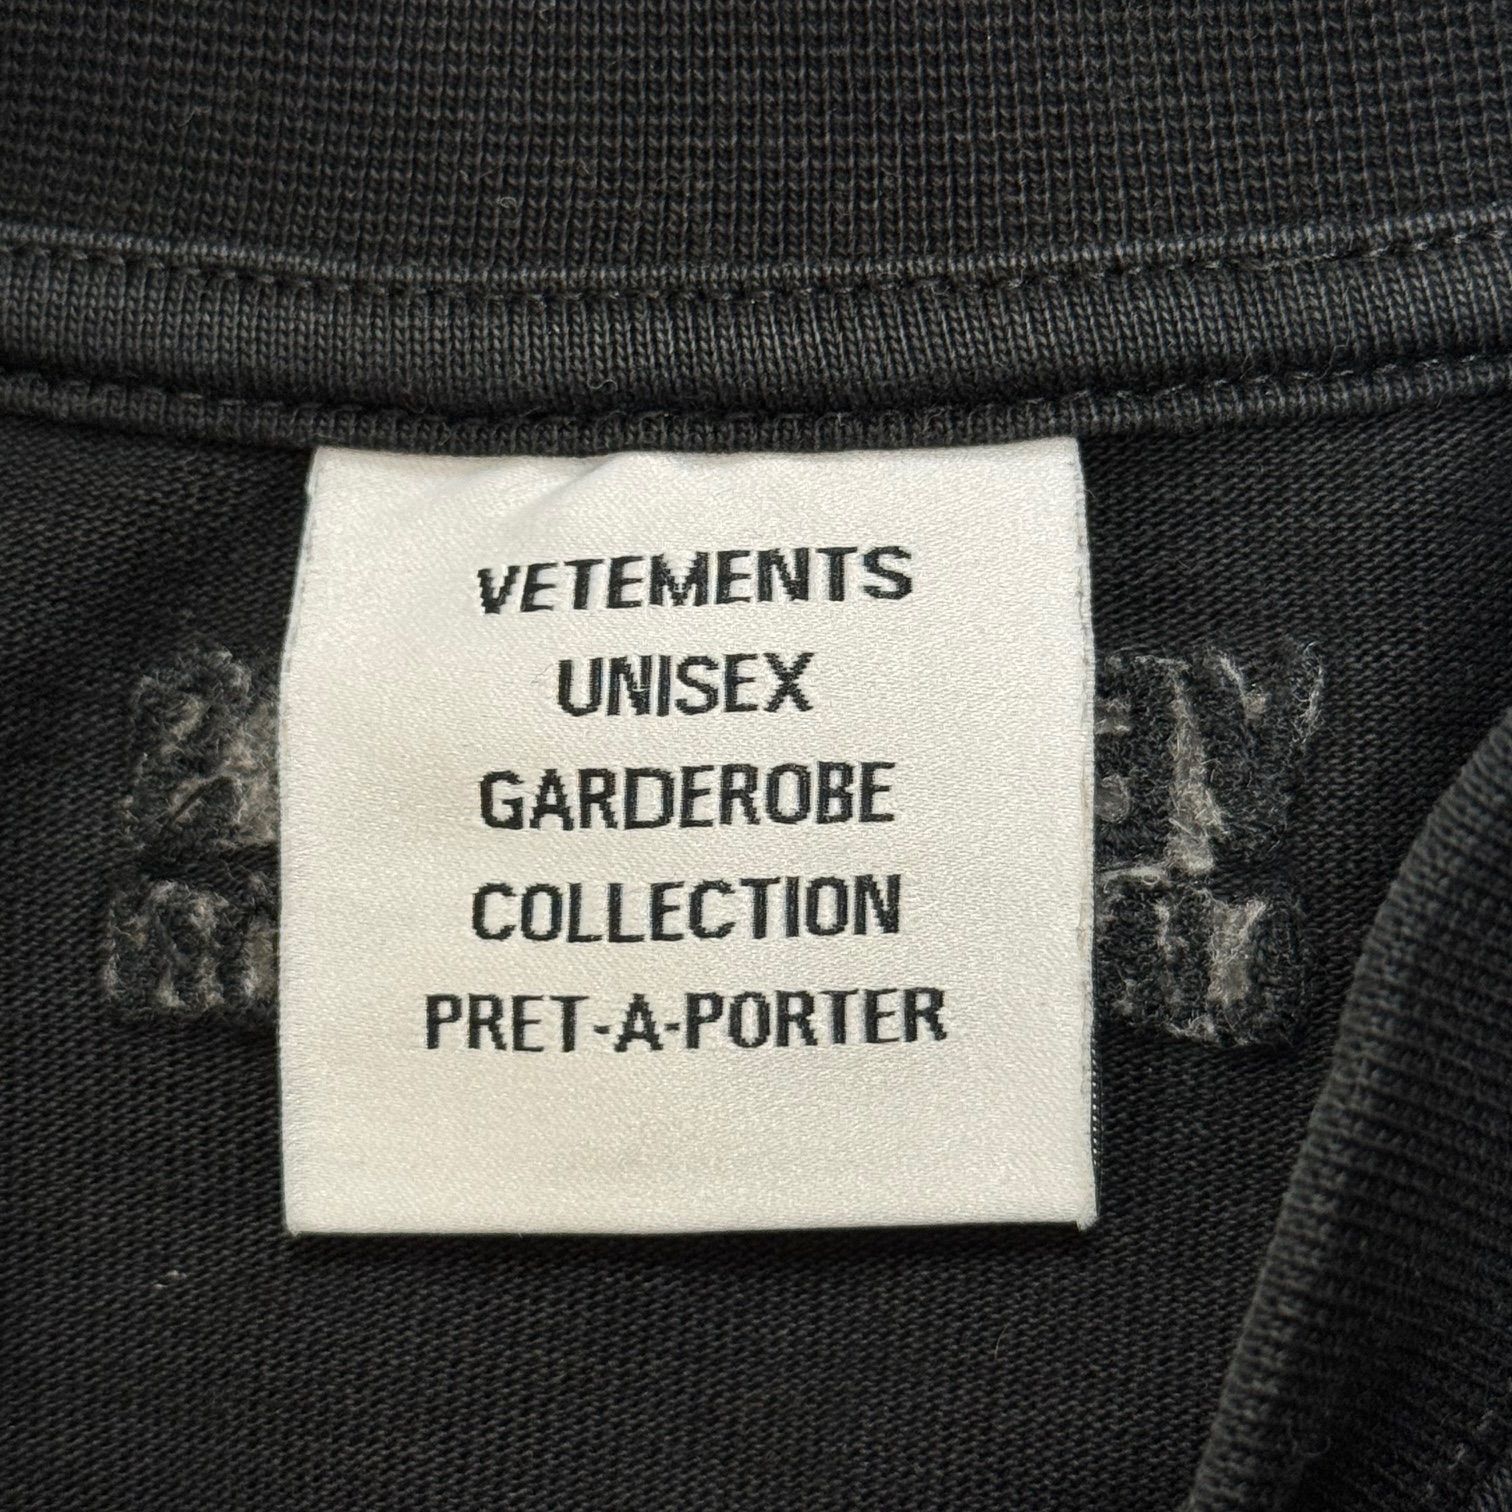 VETEMENTS
UNISEX
GARDEROBE
COLLECTION
PRET-A-PORTER